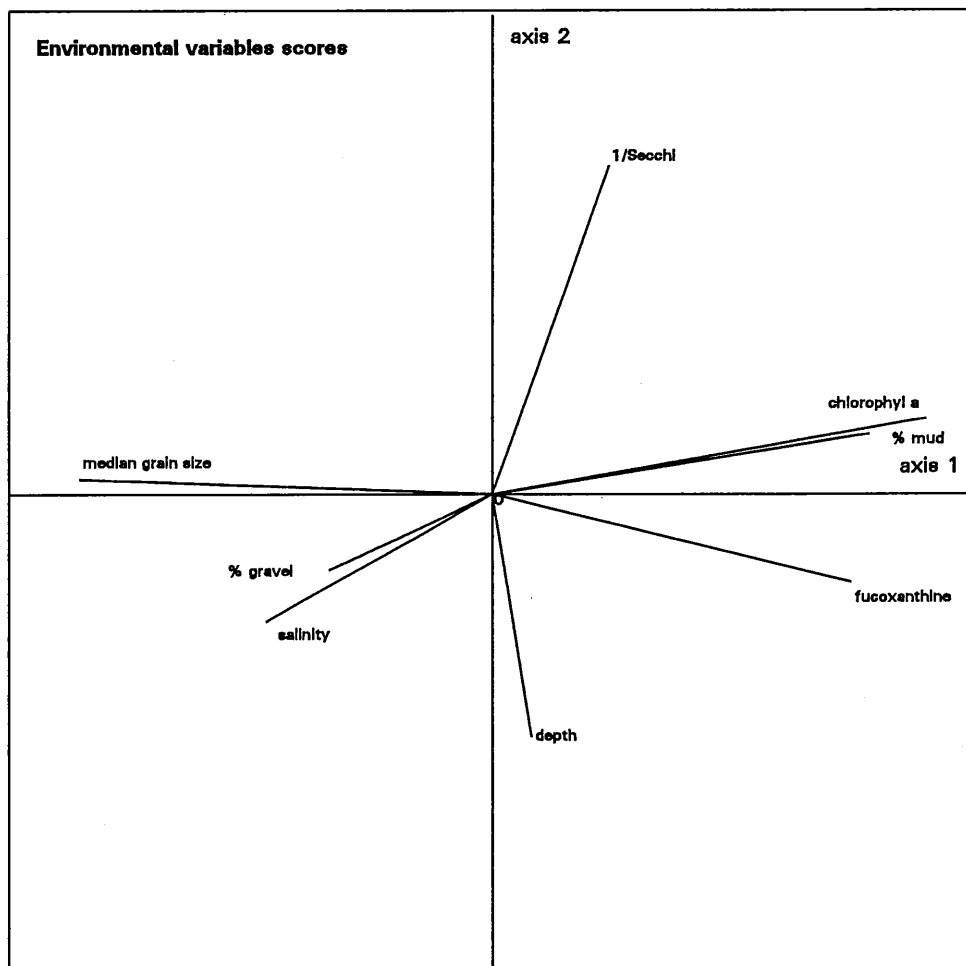 Environmental variables scores
axis 2
1/Secchi
chlorophyl a
% mud
axis 1
median grain size
0
% gravel
fucoxanthine
salinity
depth